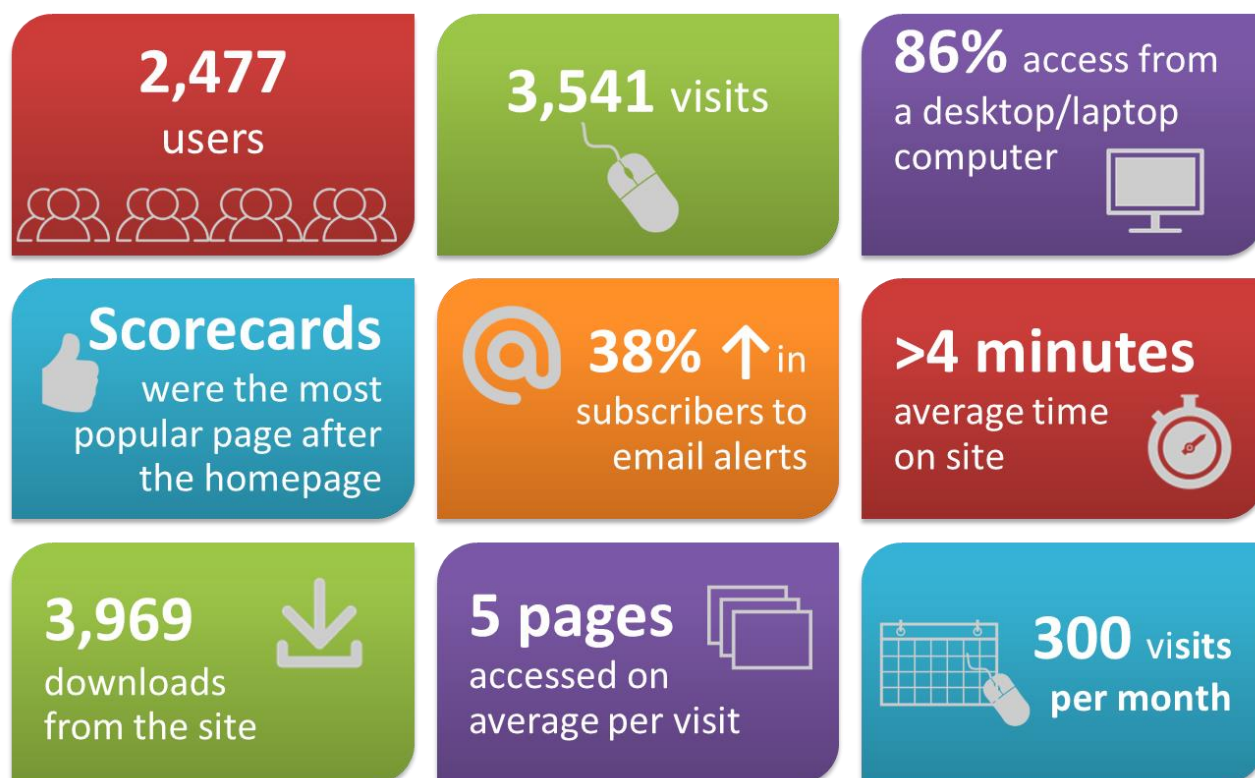 2,477
users
3,541 visits
86% access from
a desktop/laptop
computer
Scorecards
were the most
popular page after
the homepage
38% ↑ in
subscribers to
email alerts
>4 minutes
average time
on site
3,969
downloads
from the site
5 pages
accessed on
average per visit
300 visits
per month